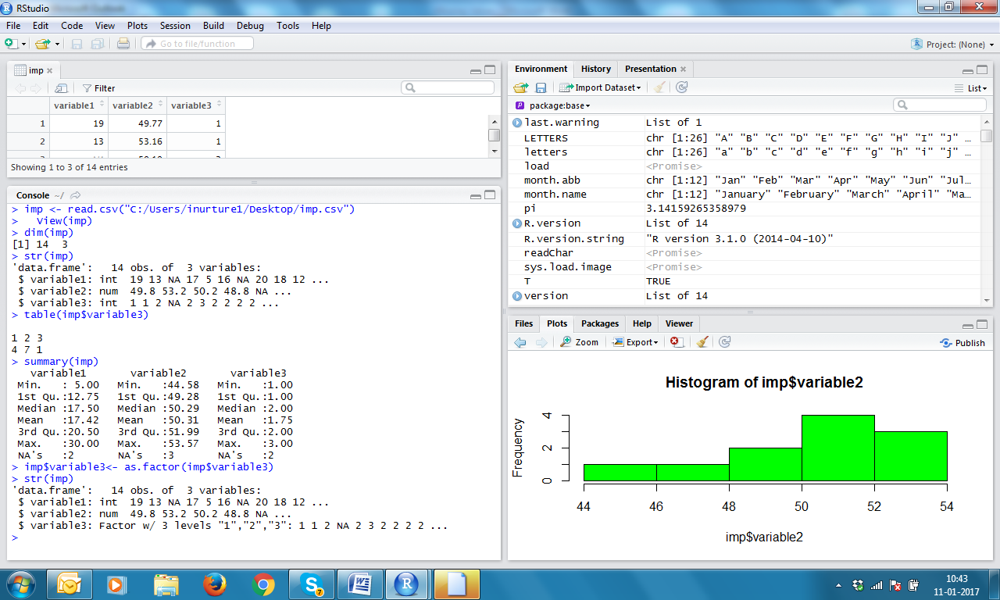 RStudio
File Edit Code View Plots Session Build Debug Tools Help
Go to file/function
Project: (None)
imp
Filter
variable1 variable2 variable3
1 19 49.77 1
2 13 53.16 1
Showing 1 to 3 of 14 entries
Console ~/
> imp <- read.csv("C:/Users/inurture1/Desktop/imp.csv")
>   View(imp)
> dim(imp)
[1] 14  3
> str(imp)
'data.frame':   14 obs. of  3 variables:
 $ variable1: int  19 13 NA 17 5 16 NA 20 18 12 ...
 $ variable2: num  49.8 53.2 50.2 48.8 NA ...
 $ variable3: int  1 1 2 NA 2 3 2 2 2 2 ...
> table(imp$variable3)
1 2 3
4 7 1
> summary(imp)
   variable1       variable2       variable3
 Min.   : 5.00   Min.   :44.58   Min.   :1.00
 1st Qu.:12.75   1st Qu.:49.28   1st Qu.:1.00
 Median :17.50   Median :50.29   Median :2.00
 Mean   :17.42   Mean   :50.31   Mean   :1.75
 3rd Qu.:20.50   3rd Qu.:51.99   3rd Qu.:2.00
 Max.   :30.00   Max.   :53.57   Max.   :3.00
 NA's   :2       NA's   :3       NA's   :2
> imp$variable3<- as.factor(imp$variable3)
> str(imp)
'data.frame':   14 obs. of  3 variables:
 $ variable1: int  19 13 NA 17 5 16 NA 20 18 12 ...
 $ variable2: num  49.8 53.2 50.2 48.8 NA ...
 $ variable3: Factor w/ 3 levels "1","2","3": 1 1 2 NA 2 3 2 2 2 2 ...
>
Environment History Presentation
Import Dataset List
package:base
last.warning List of 1
LETTERS chr [1:26] "A" "B" "C" "D" "E" "F" "G" "H" "I" "J" …
letters chr [1:26] "a" "b" "c" "d" "e" "f" "g" "h" "i" "j" …
load <Promise>
month.abb chr [1:12] "Jan" "Feb" "Mar" "Apr" "May" "Jun" "Jul…
month.name chr [1:12] "January" "February" "March" "April" "Ma…
pi 3.14159265358979
R.version List of 14
R.version.string "R version 3.1.0 (2014-04-10)"
readChar <Promise>
sys.load.image <Promise>
T TRUE
version List of 14
Files Plots Packages Help Viewer
Zoom Export Publish
Histogram of imp$variable2
Frequency
4
2
0
44 46 48 50 52 54
imp$variable2
7
10:43
11-01-2017